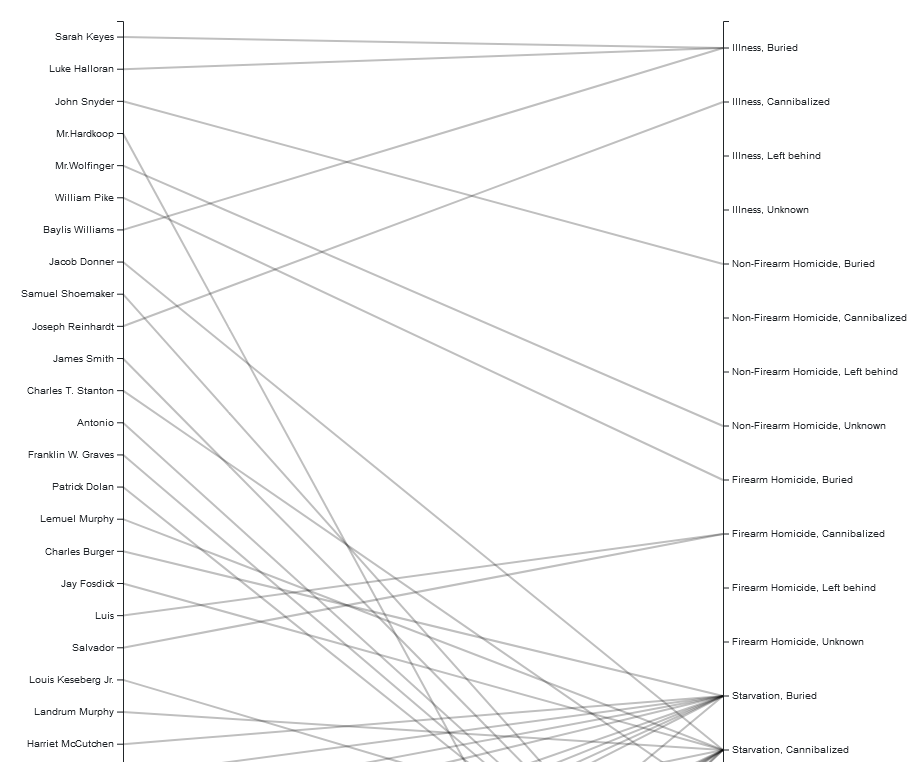 Sarah Keyes
Luke Halloran
John Snyder
Mr.Hardkoop
Mr.Wolfinger
William Pike
Baylis Williams
Jacob Donner
Samuel Shoemaker
Joseph Reinhardt
James Smith
Charles T. Stanton
Antonio
Franklin W. Graves
Patrick Dolan
Lemuel Murphy
Charles Burger
Jay Fosdick
Luis
Salvador
Louis Keseberg Jr.
Landrum Murphy
Harriet McCutchen
Illness, Buried
Illness, Cannibalized
Illness, Left behind
Illness, Unknown
Non-Firearm Homicide, Buried
Non-Firearm Homicide, Cannibalized
Non-Firearm Homicide, Left behind
Non-Firearm Homicide, Unknown
Firearm Homicide, Buried
Firearm Homicide, Cannibalized
Firearm Homicide, Left behind
Firearm Homicide, Unknown
Starvation, Buried
Starvation, Cannibalized